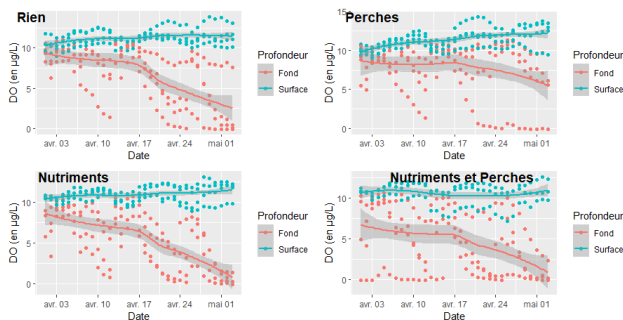 Rien
DO (en µg/L)
10
5
0
avr. 03
avr. 10
avr. 17
avr. 24
mai 01
Date
Profondeur
Fond
Surface
Perches
DO (en µg/L)
15
10
5
0
avr. 03
avr. 10
avr. 17
avr. 24
mai 01
Date
Profondeur
Fond
Surface
Nutriments
DO (en µg/L)
10
5
0
avr. 03
avr. 10
avr. 17
avr. 24
mai 01
Date
Profondeur
Fond
Surface
Nutriments et Perches
DO (en µg/L)
10
5
0
avr. 03
avr. 10
avr. 17
avr. 24
mai 01
Date
Profondeur
Fond
Surface